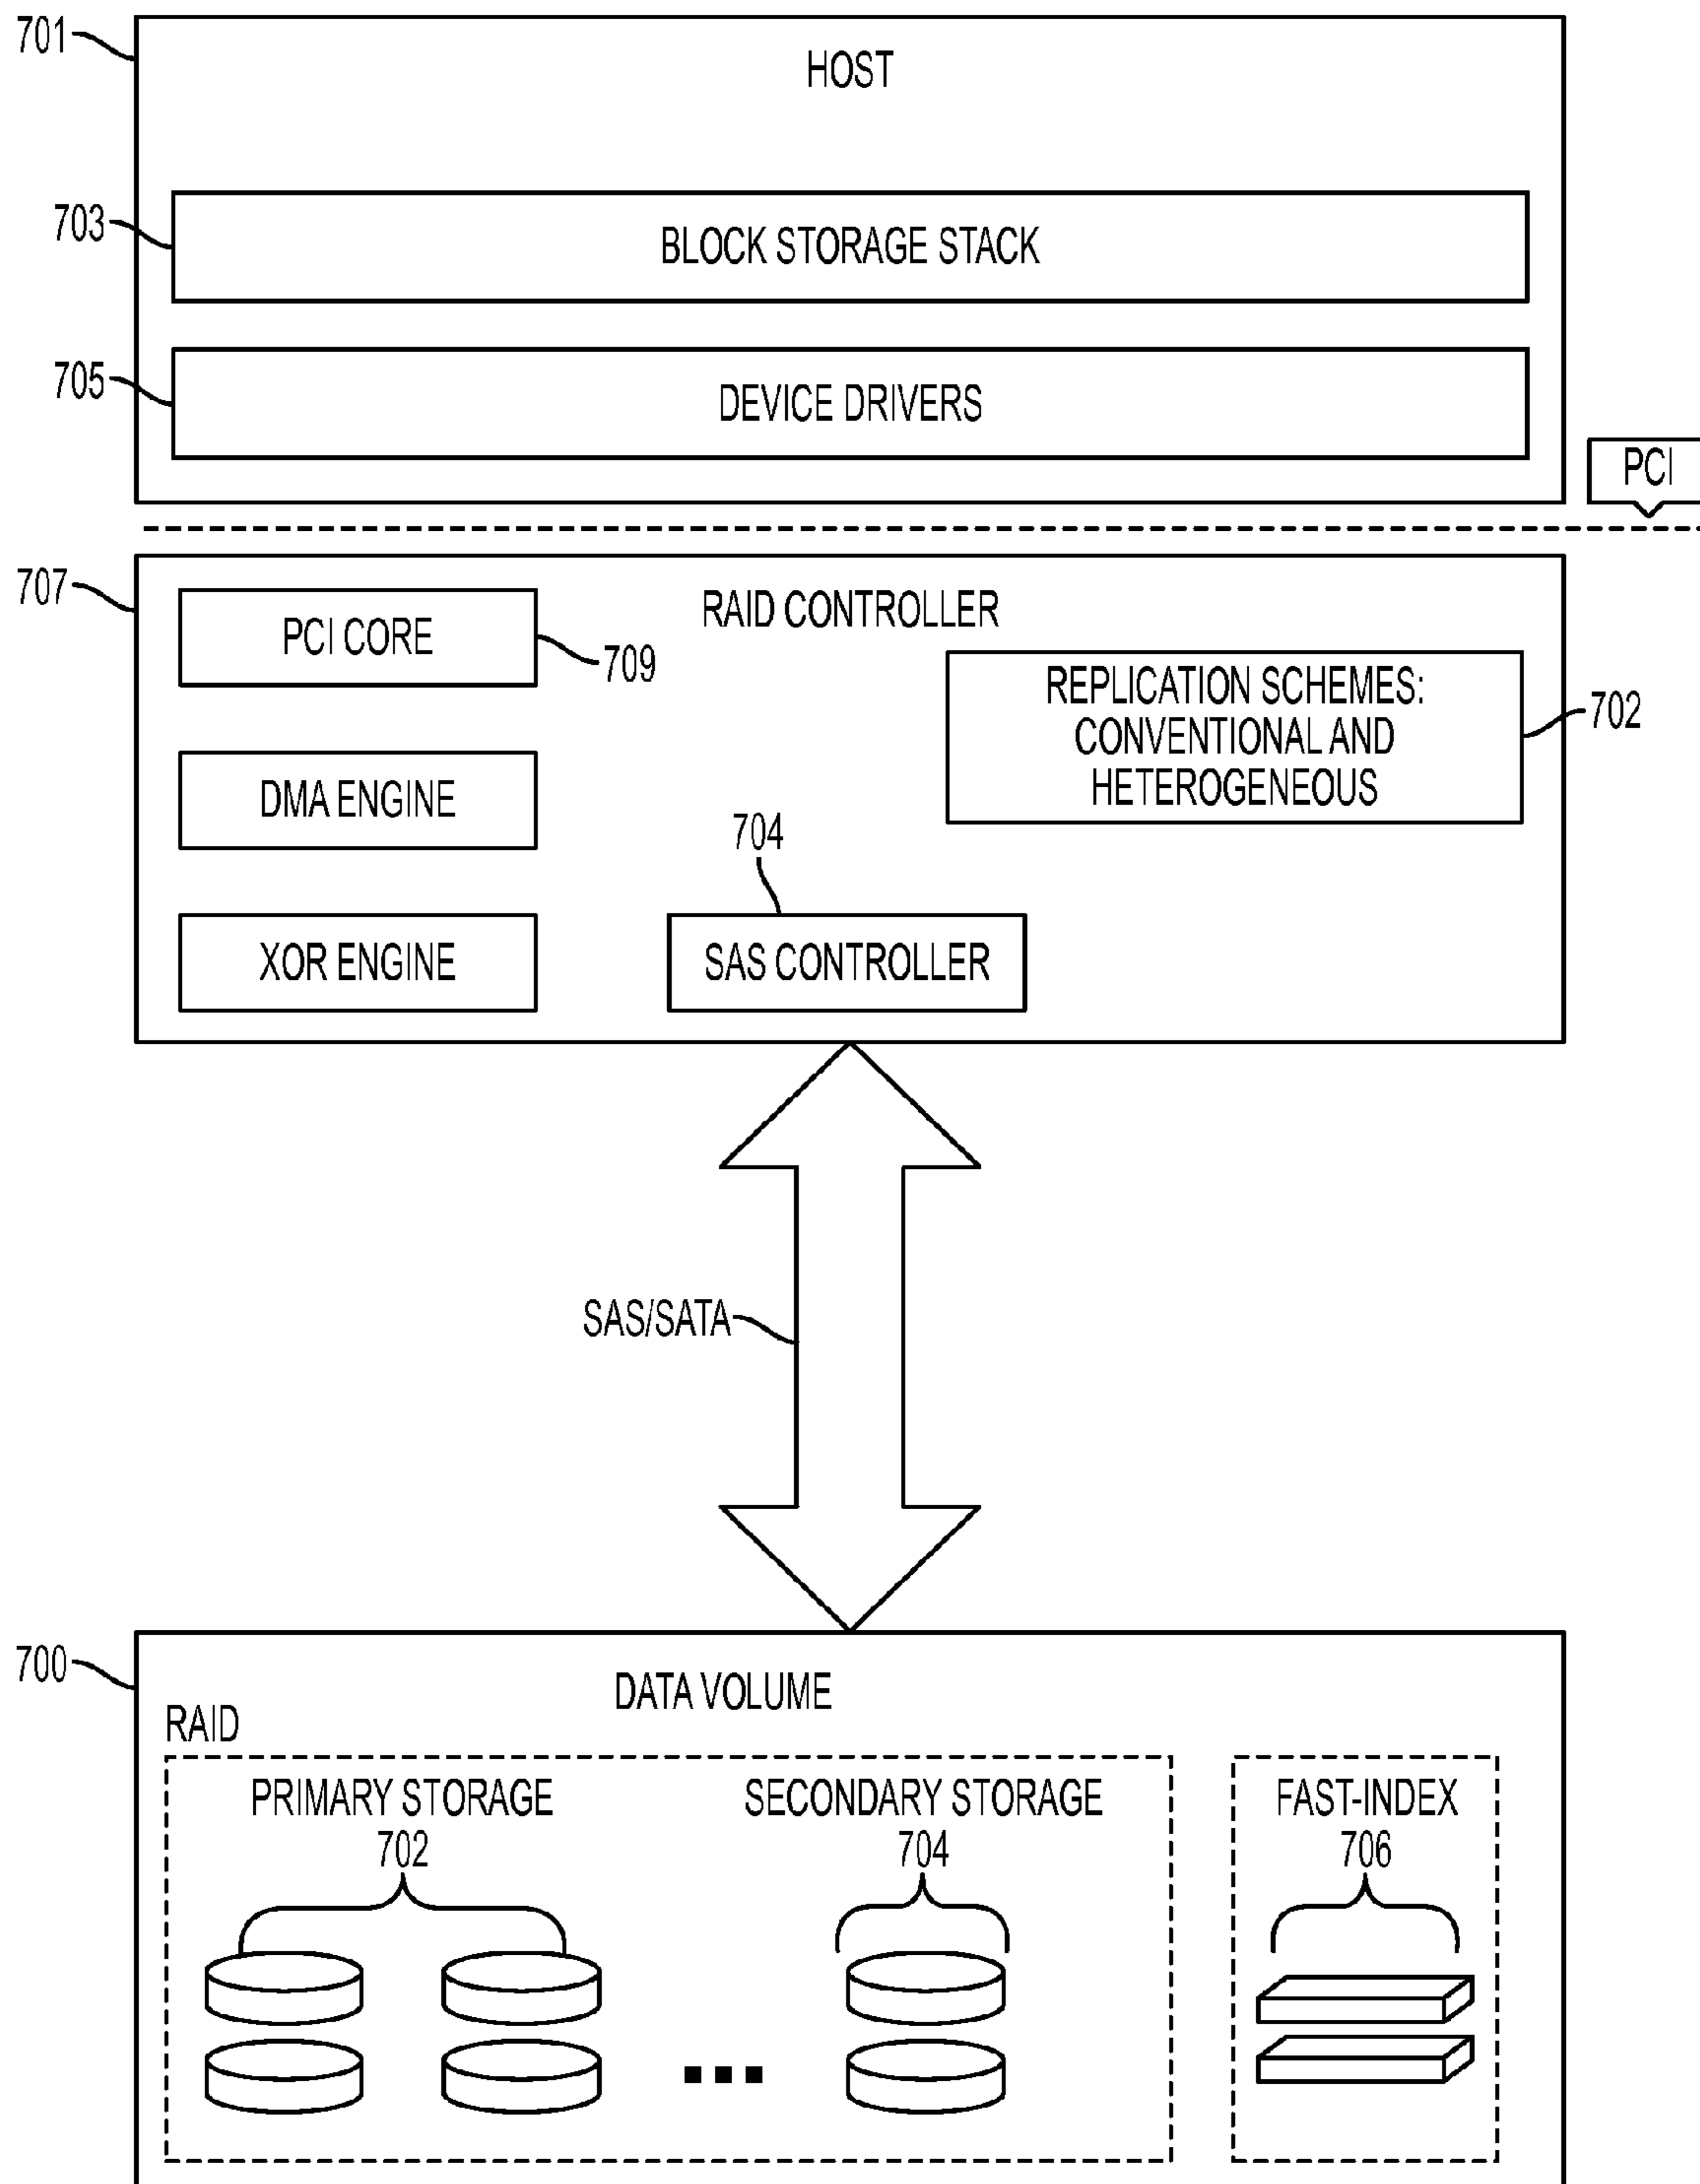 701
HOST
703
BLOCK STORAGE STACK
705
DEVICE DRIVERS
PCI
707
PCI CORE
709
RAID CONTROLLER
REPLICATION SCHEMES:
CONVENTIONAL AND
HETEROGENEOUS
702
DMA ENGINE
704
XOR ENGINE
SAS CONTROLLER
SAS/SATA
700
DATA VOLUME
RAID
PRIMARY STORAGE
702
SECONDARY STORAGE
704
FAST-INDEX
706